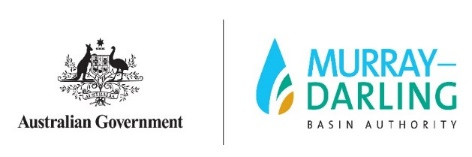 Australian Government
MURRAY–
DARLING
BASIN AUTHORITY